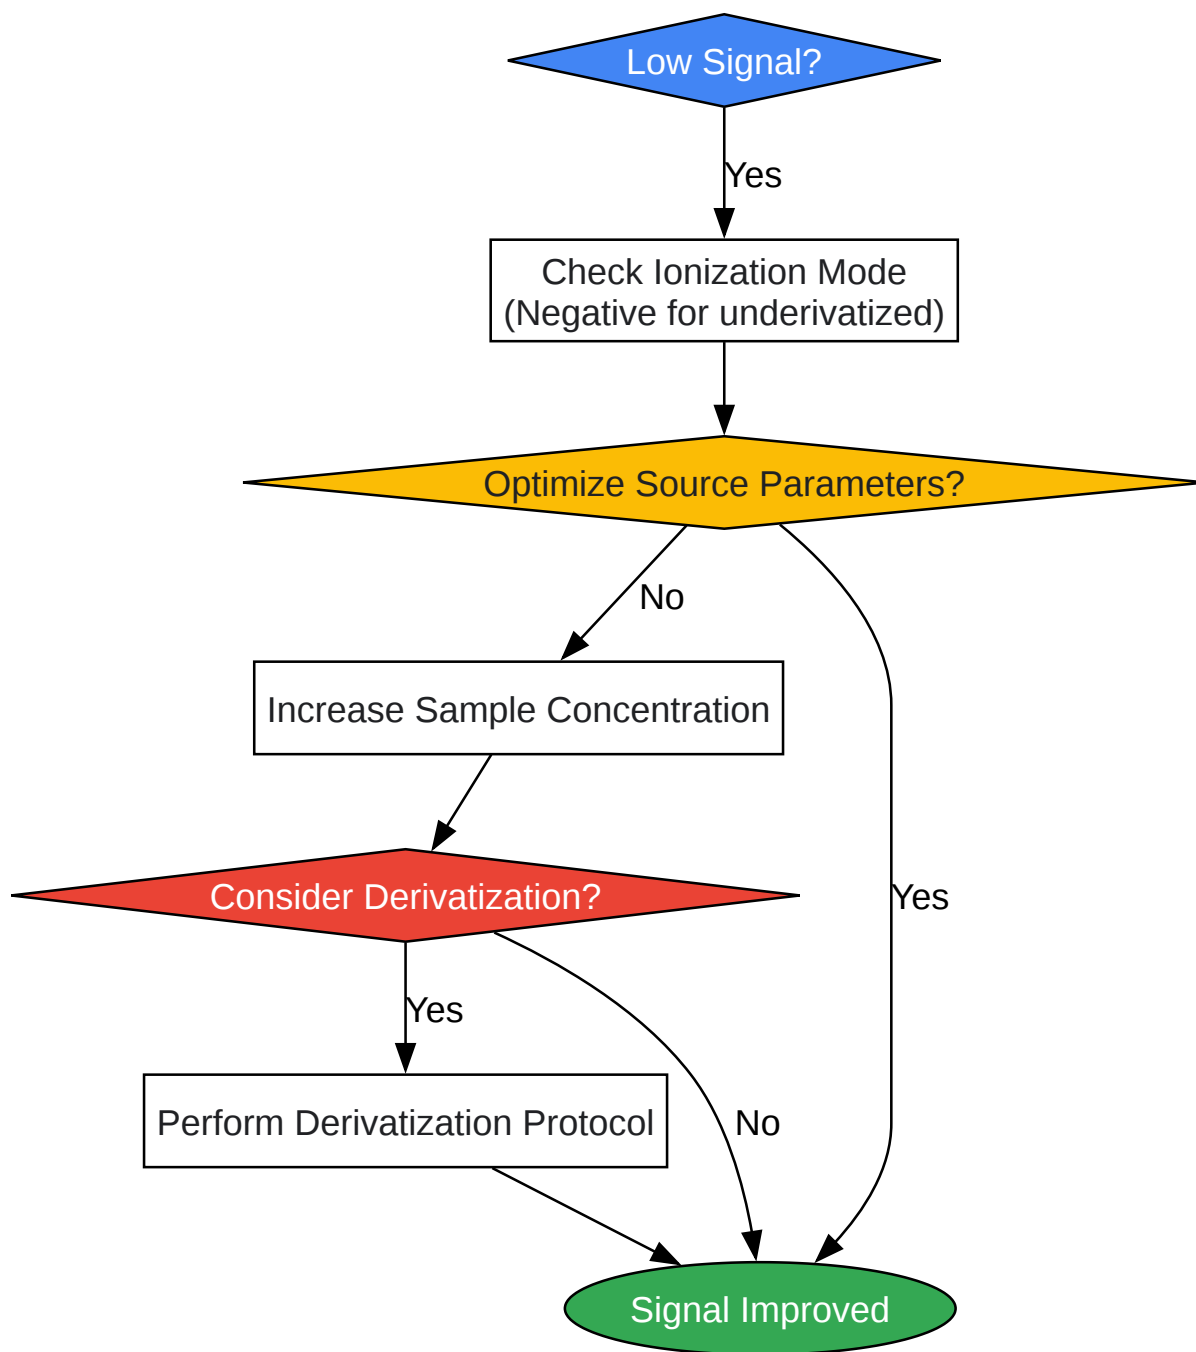 Low Signal?
Yes
Check Ionization Mode
(Negative for underivatized)
Optimize Source Parameters?
No
Increase Sample Concentration
Consider Derivatization?
Yes
Yes
Perform Derivatization Protocol
No
Signal Improved